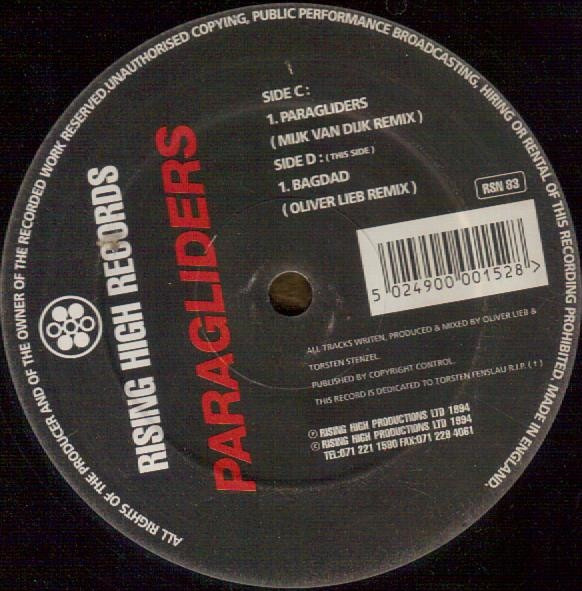 ALL RIGHTS OF THE PRODUCER AND OF THE OWNER OF THE RECORDED WORK RESERVED.UNAUTHORISED COPYING, PUBLIC PERFORMANCE BROADCASTING, HIRING OR RENTAL OF THIS RECORDING PROHIBITED. MADE IN ENGLAND.
RISING HIGH RECORDS
PARAGLIDERS
SIDE C:
1. PARAGLIDERS
( MIJK VAN DIJK REMIX )
SIDE D : ( THIS SIDE )
1. BAGDAD
( OLIVER LIEB REMIX )
RSN 83
5 024900 001528 >
ALL TRACKS WRITEN, PRODUCED & MIXED BY OLIVER LIEB &
TORSTEN STENZEL.
PUBLISHED BY COPYRIGHT CONTROL.
THIS RECORD IS DEDICATED TO TORSTEN FENSLAU R.I.P. ( † )
℗ RISING HIGH PRODUCTIONS LTD 1994
© RISING HIGH PRODUCTIONS LTD 1994
TEL:071 221 1590 FAX:071 229 4061